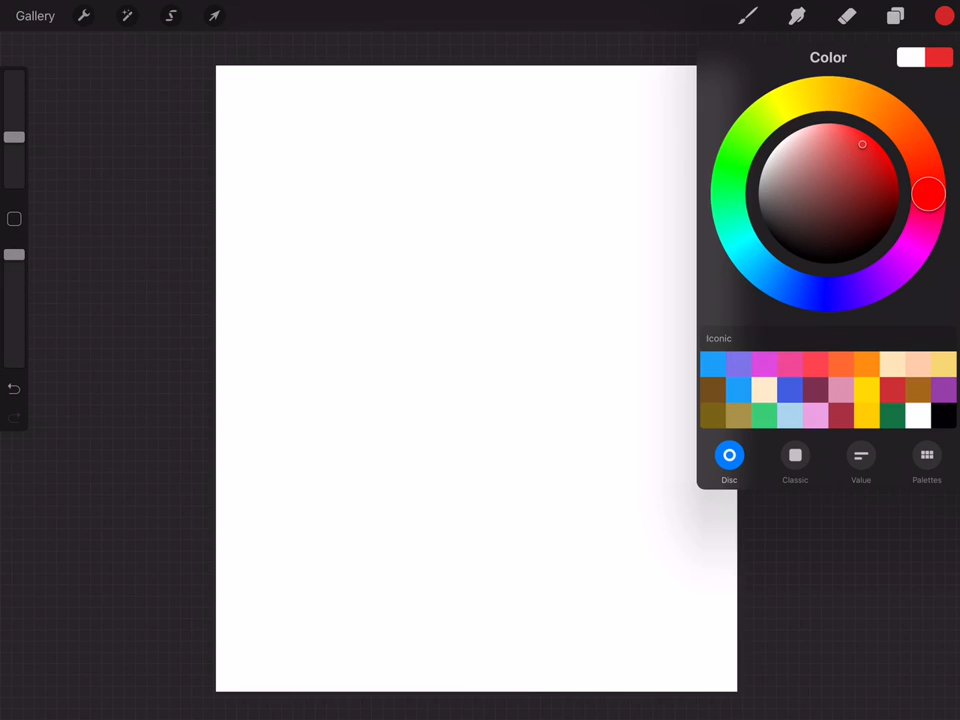 Gallery
Color
Iconic
Disc
Classic
Value
Palettes